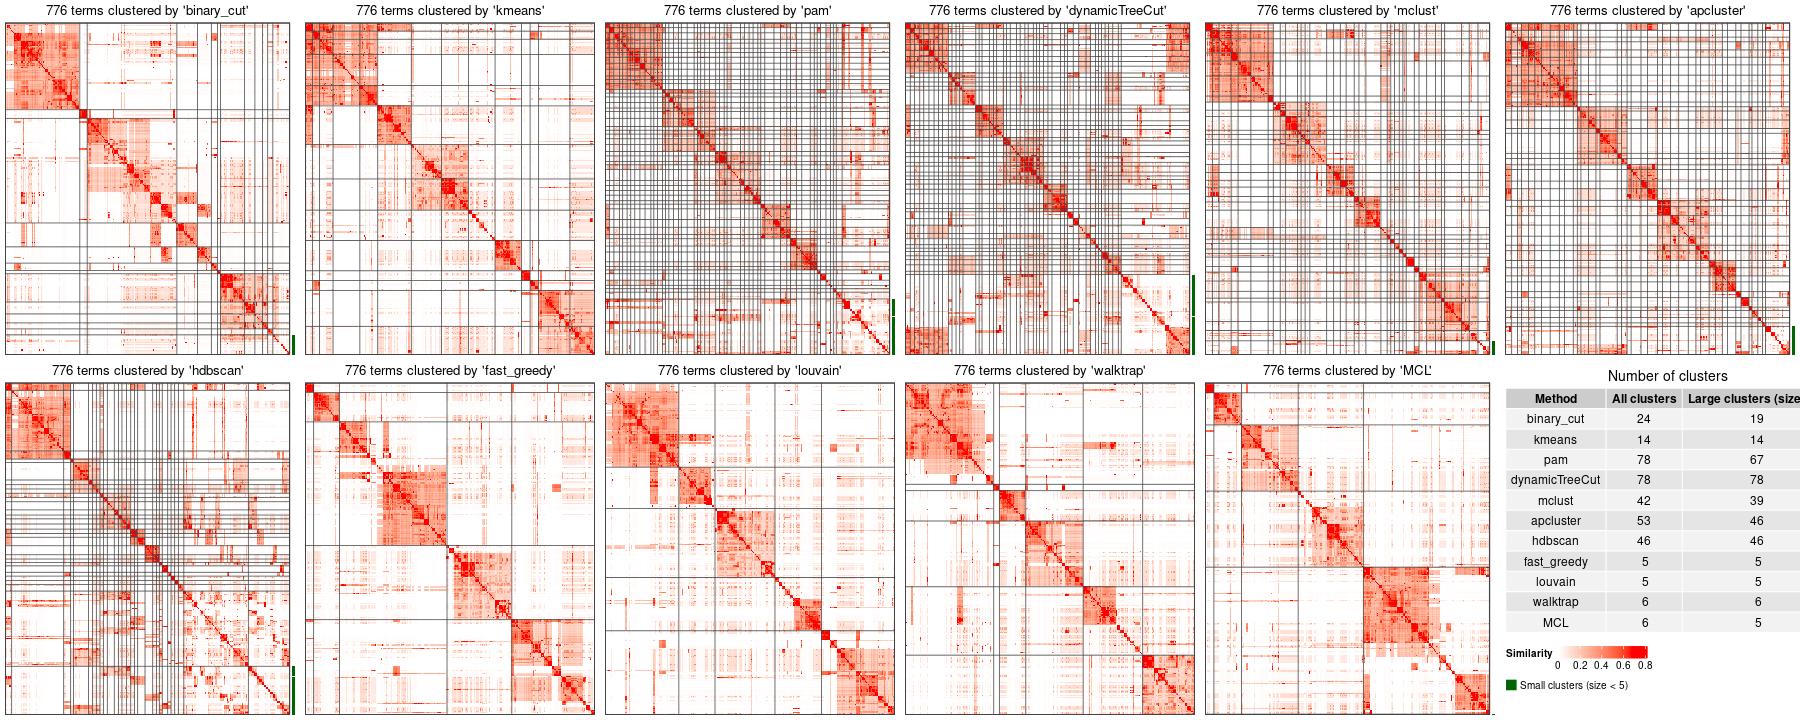 776 terms clustered by 'binary_cut'
776 terms clustered by 'kmeans'
776 terms clustered by 'pam'
776 terms clustered by 'dynamicTreeCut'
776 terms clustered by 'mclust'
776 terms clustered by 'apcluster'
776 terms clustered by 'hdbscan'
776 terms clustered by 'fast_greedy'
776 terms clustered by 'louvain'
776 terms clustered by 'walktrap'
776 terms clustered by 'MCL'
Number of clusters
Method All clusters Large clusters (size
binary_cut 24 19
kmeans 14 14
pam 78 67
dynamicTreeCut 78 78
mclust 42 39
apcluster 53 46
hdbscan 46 46
fast_greedy 5 5
louvain 5 5
walktrap 6 6
MCL 6 5
Similarity
0 0.2 0.4 0.6 0.8
Small clusters (size < 5)